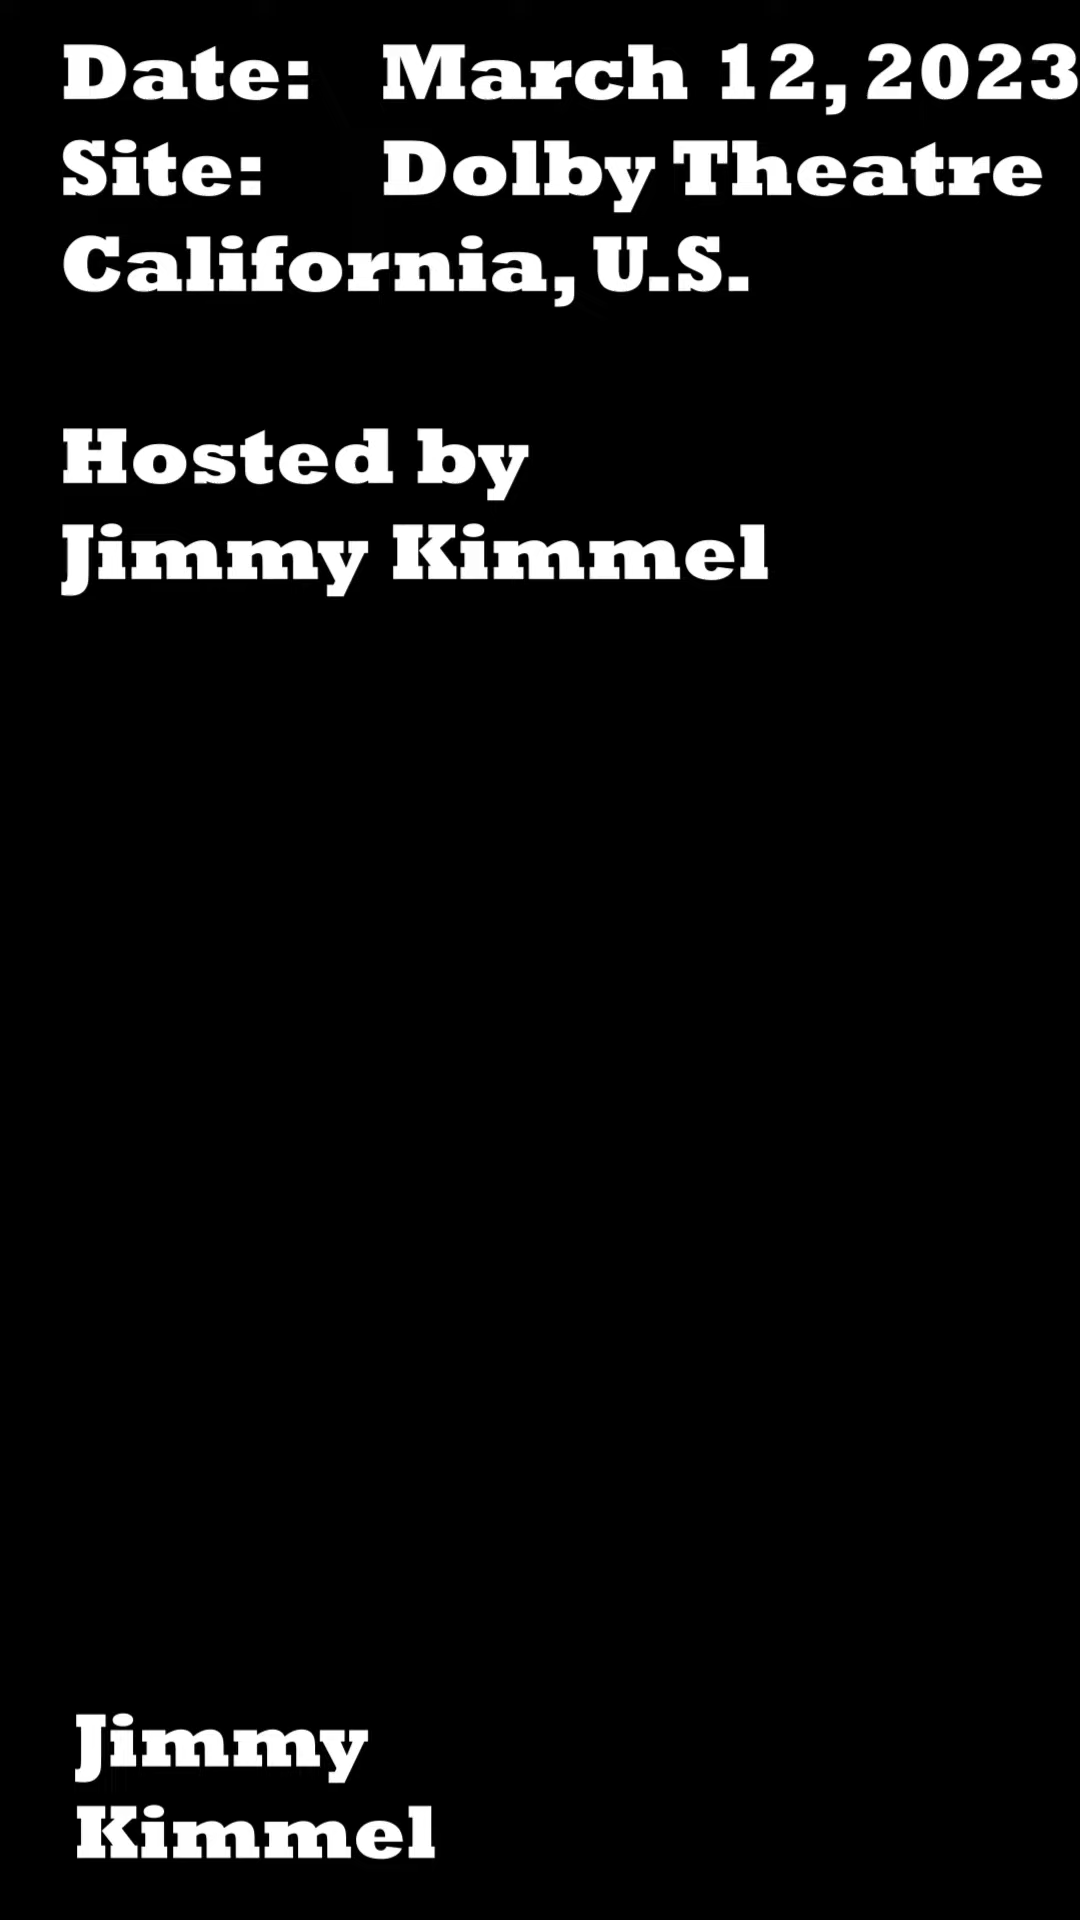 Date: March 12, 2023
Site: Dolby Theatre
California, U.S.
Hosted by
Jimmy Kimmel
Jimmy
Kimmel